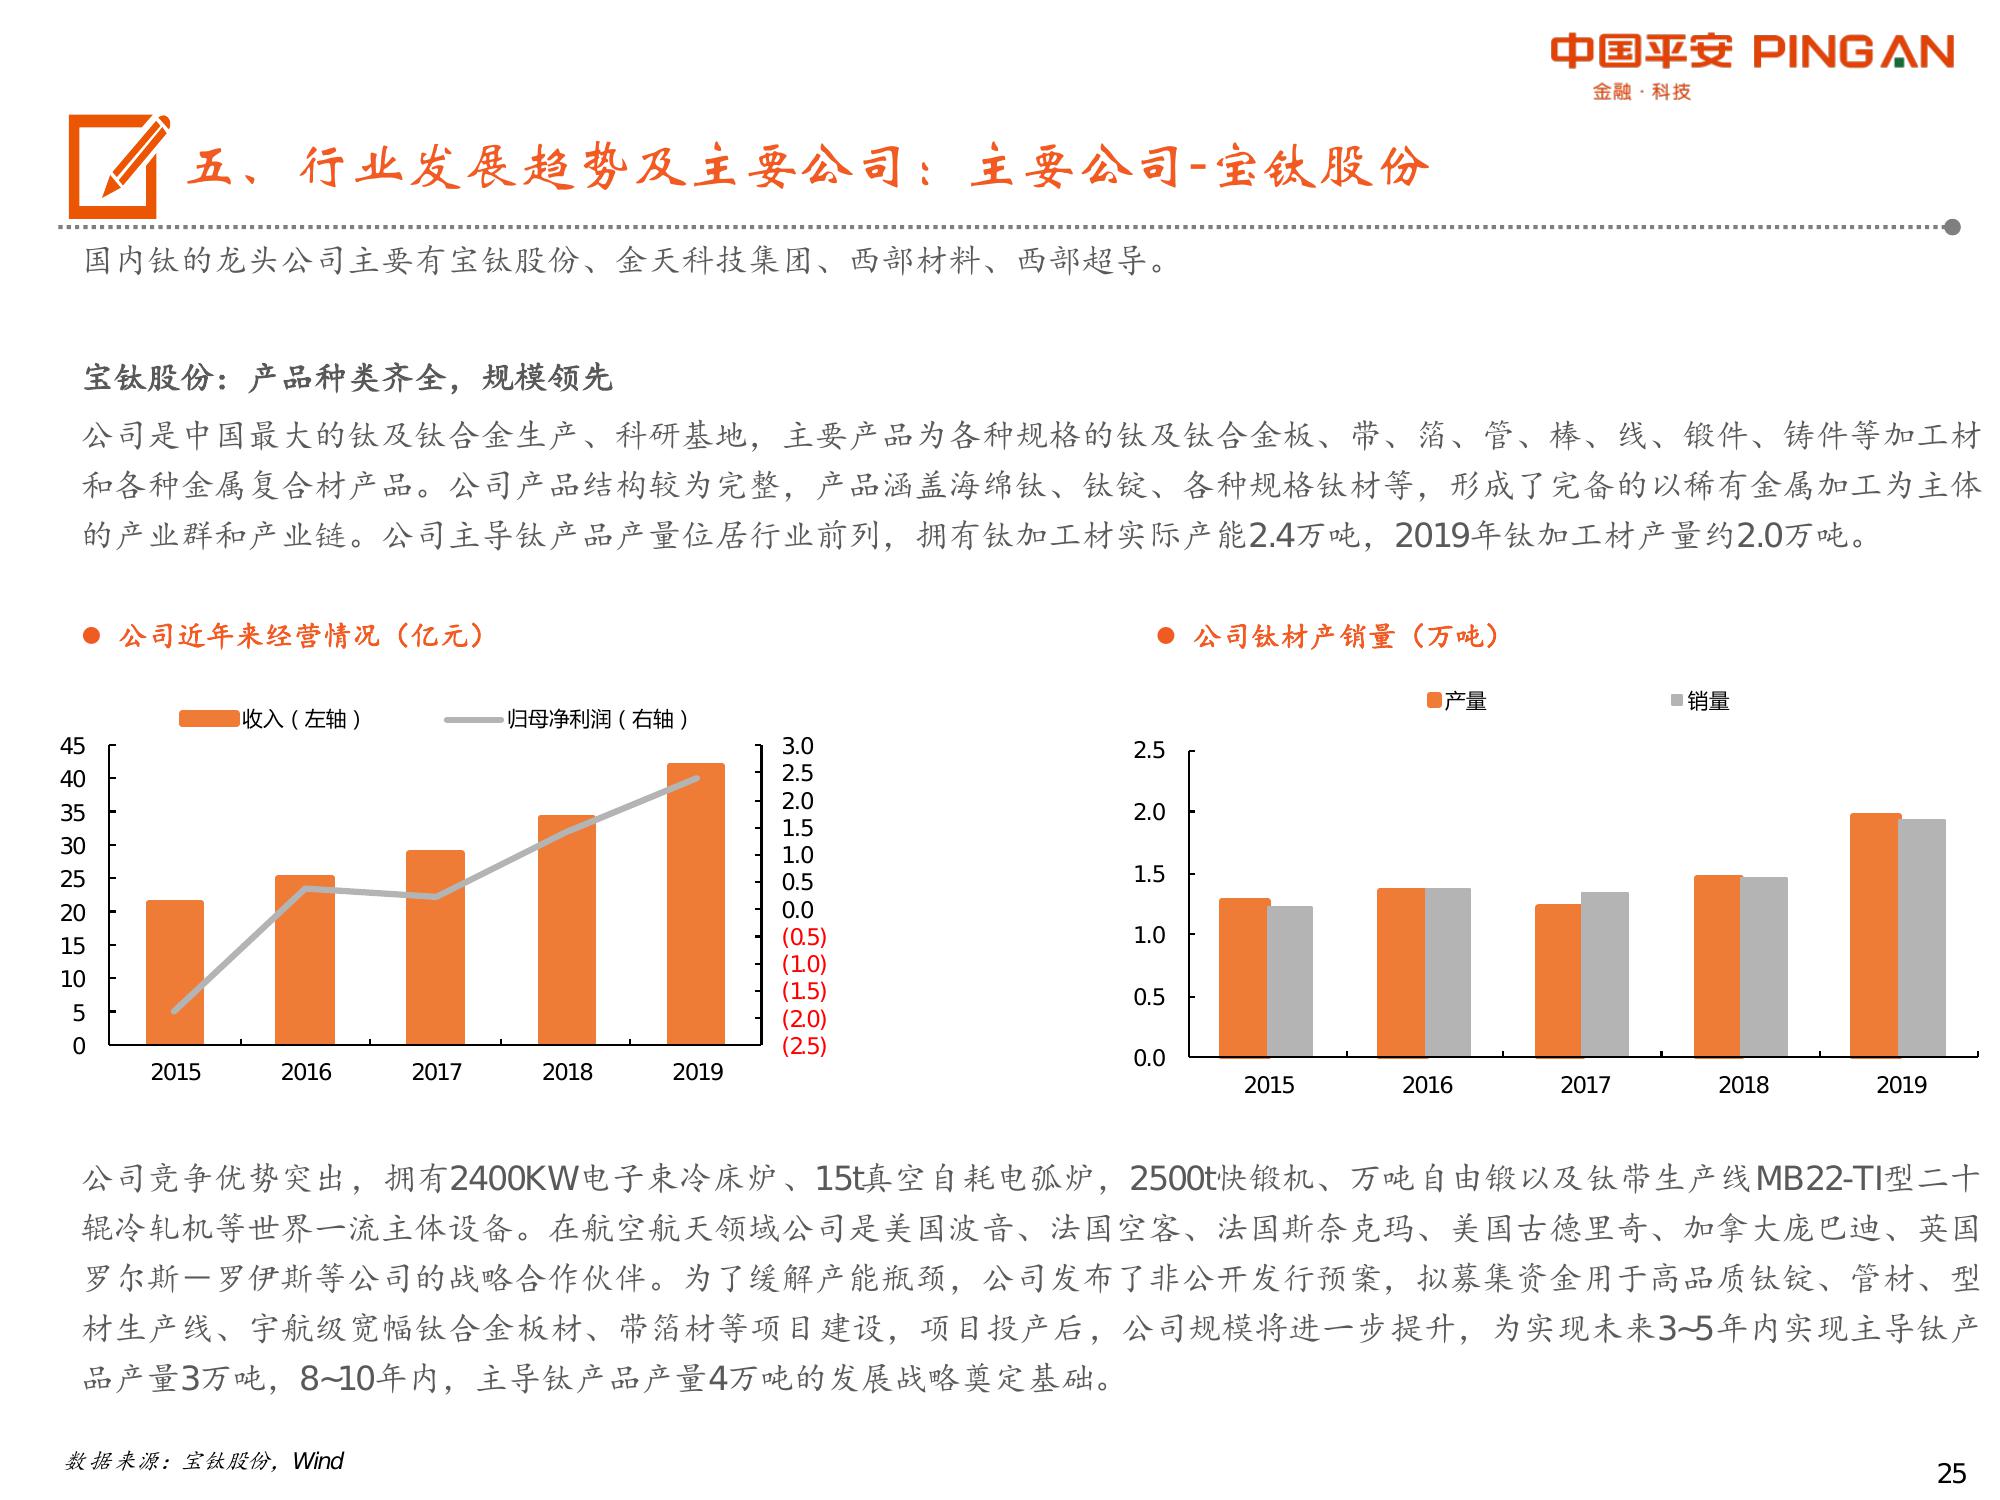 中国平安 PINGAN
金融·科技
五、行业发展趋势及主要公司：主要公司-宝钛股份
国内钛的龙头公司主要有宝钛股份、金天科技集团、西部材料、西部超导。
宝钛股份：产品种类齐全，规模领先
公司是中国最大的钛及钛合金生产、科研基地，主要产品为各种规格的钛及钛合金板、带、箔、管、棒、线、锻件、铸件等加工材
和各种金属复合材产品。公司产品结构较为完整，产品涵盖海绵钛、钛锭、各种规格钛材等，形成了完备的以稀有金属加工为主体
的产业群和产业链。公司主导钛产品产量位居行业前列，拥有钛加工材实际产能2.4万吨，2019年钛加工材产量约2.0万吨。
● 公司近年来经营情况（亿元）
收入（左轴） 归母净利润（右轴）
45
40
35
30
25
20
15
10
5
0
3.0
2.5
2.0
1.5
1.0
0.5
0.0
(0.5)
(1.0)
(1.5)
(2.0)
(2.5)
2015 2016 2017 2018 2019
● 公司钛材产销量（万吨）
产量 销量
2.5
2.0
1.5
1.0
0.5
0.0
2015 2016 2017 2018 2019
公司竞争优势突出，拥有2400KW电子束冷床炉、15t真空自耗电弧炉，2500t快锻机、万吨自由锻以及钛带生产线MB22-TI型二十
辊冷轧机等世界一流主体设备。在航空航天领域公司是美国波音、法国空客、法国斯奈克玛、美国古德里奇、加拿大庞巴迪、英国
罗尔斯—罗伊斯等公司的战略合作伙伴。为了缓解产能瓶颈，公司发布了非公开发行预案，拟募集资金用于高品质钛锭、管材、型
材生产线、宇航级宽幅钛合金板材、带箔材等项目建设，项目投产后，公司规模将进一步提升，为实现未来3~5年内实现主导钛产
品产量3万吨，8~10年内，主导钛产品产量4万吨的发展战略奠定基础。
数据来源：宝钛股份，Wind
25